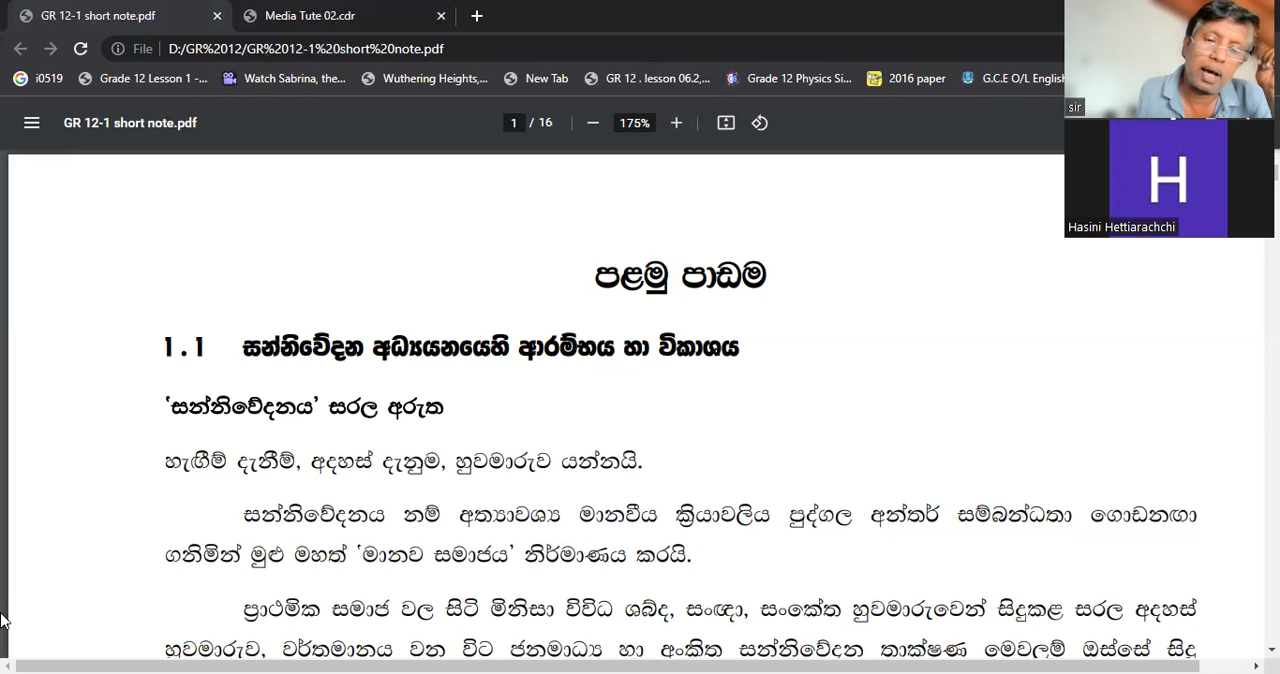 GR 12-1 short note.pdf
Media Tute 02.cdr
File
D:/GR%2012/GR%2012-1%20short%20note.pdf
i0519
Grade 12 Lesson 1 -...
Watch Sabrina, the...
Wuthering Heights,...
New Tab
GR 12 . lesson 06.2,...
Grade 12 Physics Si...
2016 paper
G.C.E O/L English
sir
GR 12-1 short note.pdf
1 / 16
175%
H
Hasini Hettiarachchi
පළමු පාඩම
1.1 සන්නිවේදන අධ්‍යයනයෙහි ආරම්භය හා විකාශය
'සන්නිවේදනය' සරල අරුත
හැඟීම් දැනීම්, අදහස් දැනුම, හුවමාරුව යන්නයි.
සන්නිවේදනය නම් අත්‍යාවශ්‍ය මානවීය ක්‍රියාවලිය පුද්ගල අන්තර් සම්බන්ධතා ගොඩනඟා
ගනිමින් මුළු මහත් 'මානව සමාජය' නිර්මාණය කරයි.
ප්‍රාථමික සමාජ වල සිටි මිනිසා විවිධ ශබ්ද, සංඥා, සංකේත හුවමාරුවෙන් සිදුකළ සරල අදහස්
හුවමාරුව, වර්තමානය වන විට ජනමාධ්‍ය හා අංකිත සන්නිවේදන තාක්ෂණ මෙවලම් ඔස්සේ සිදු